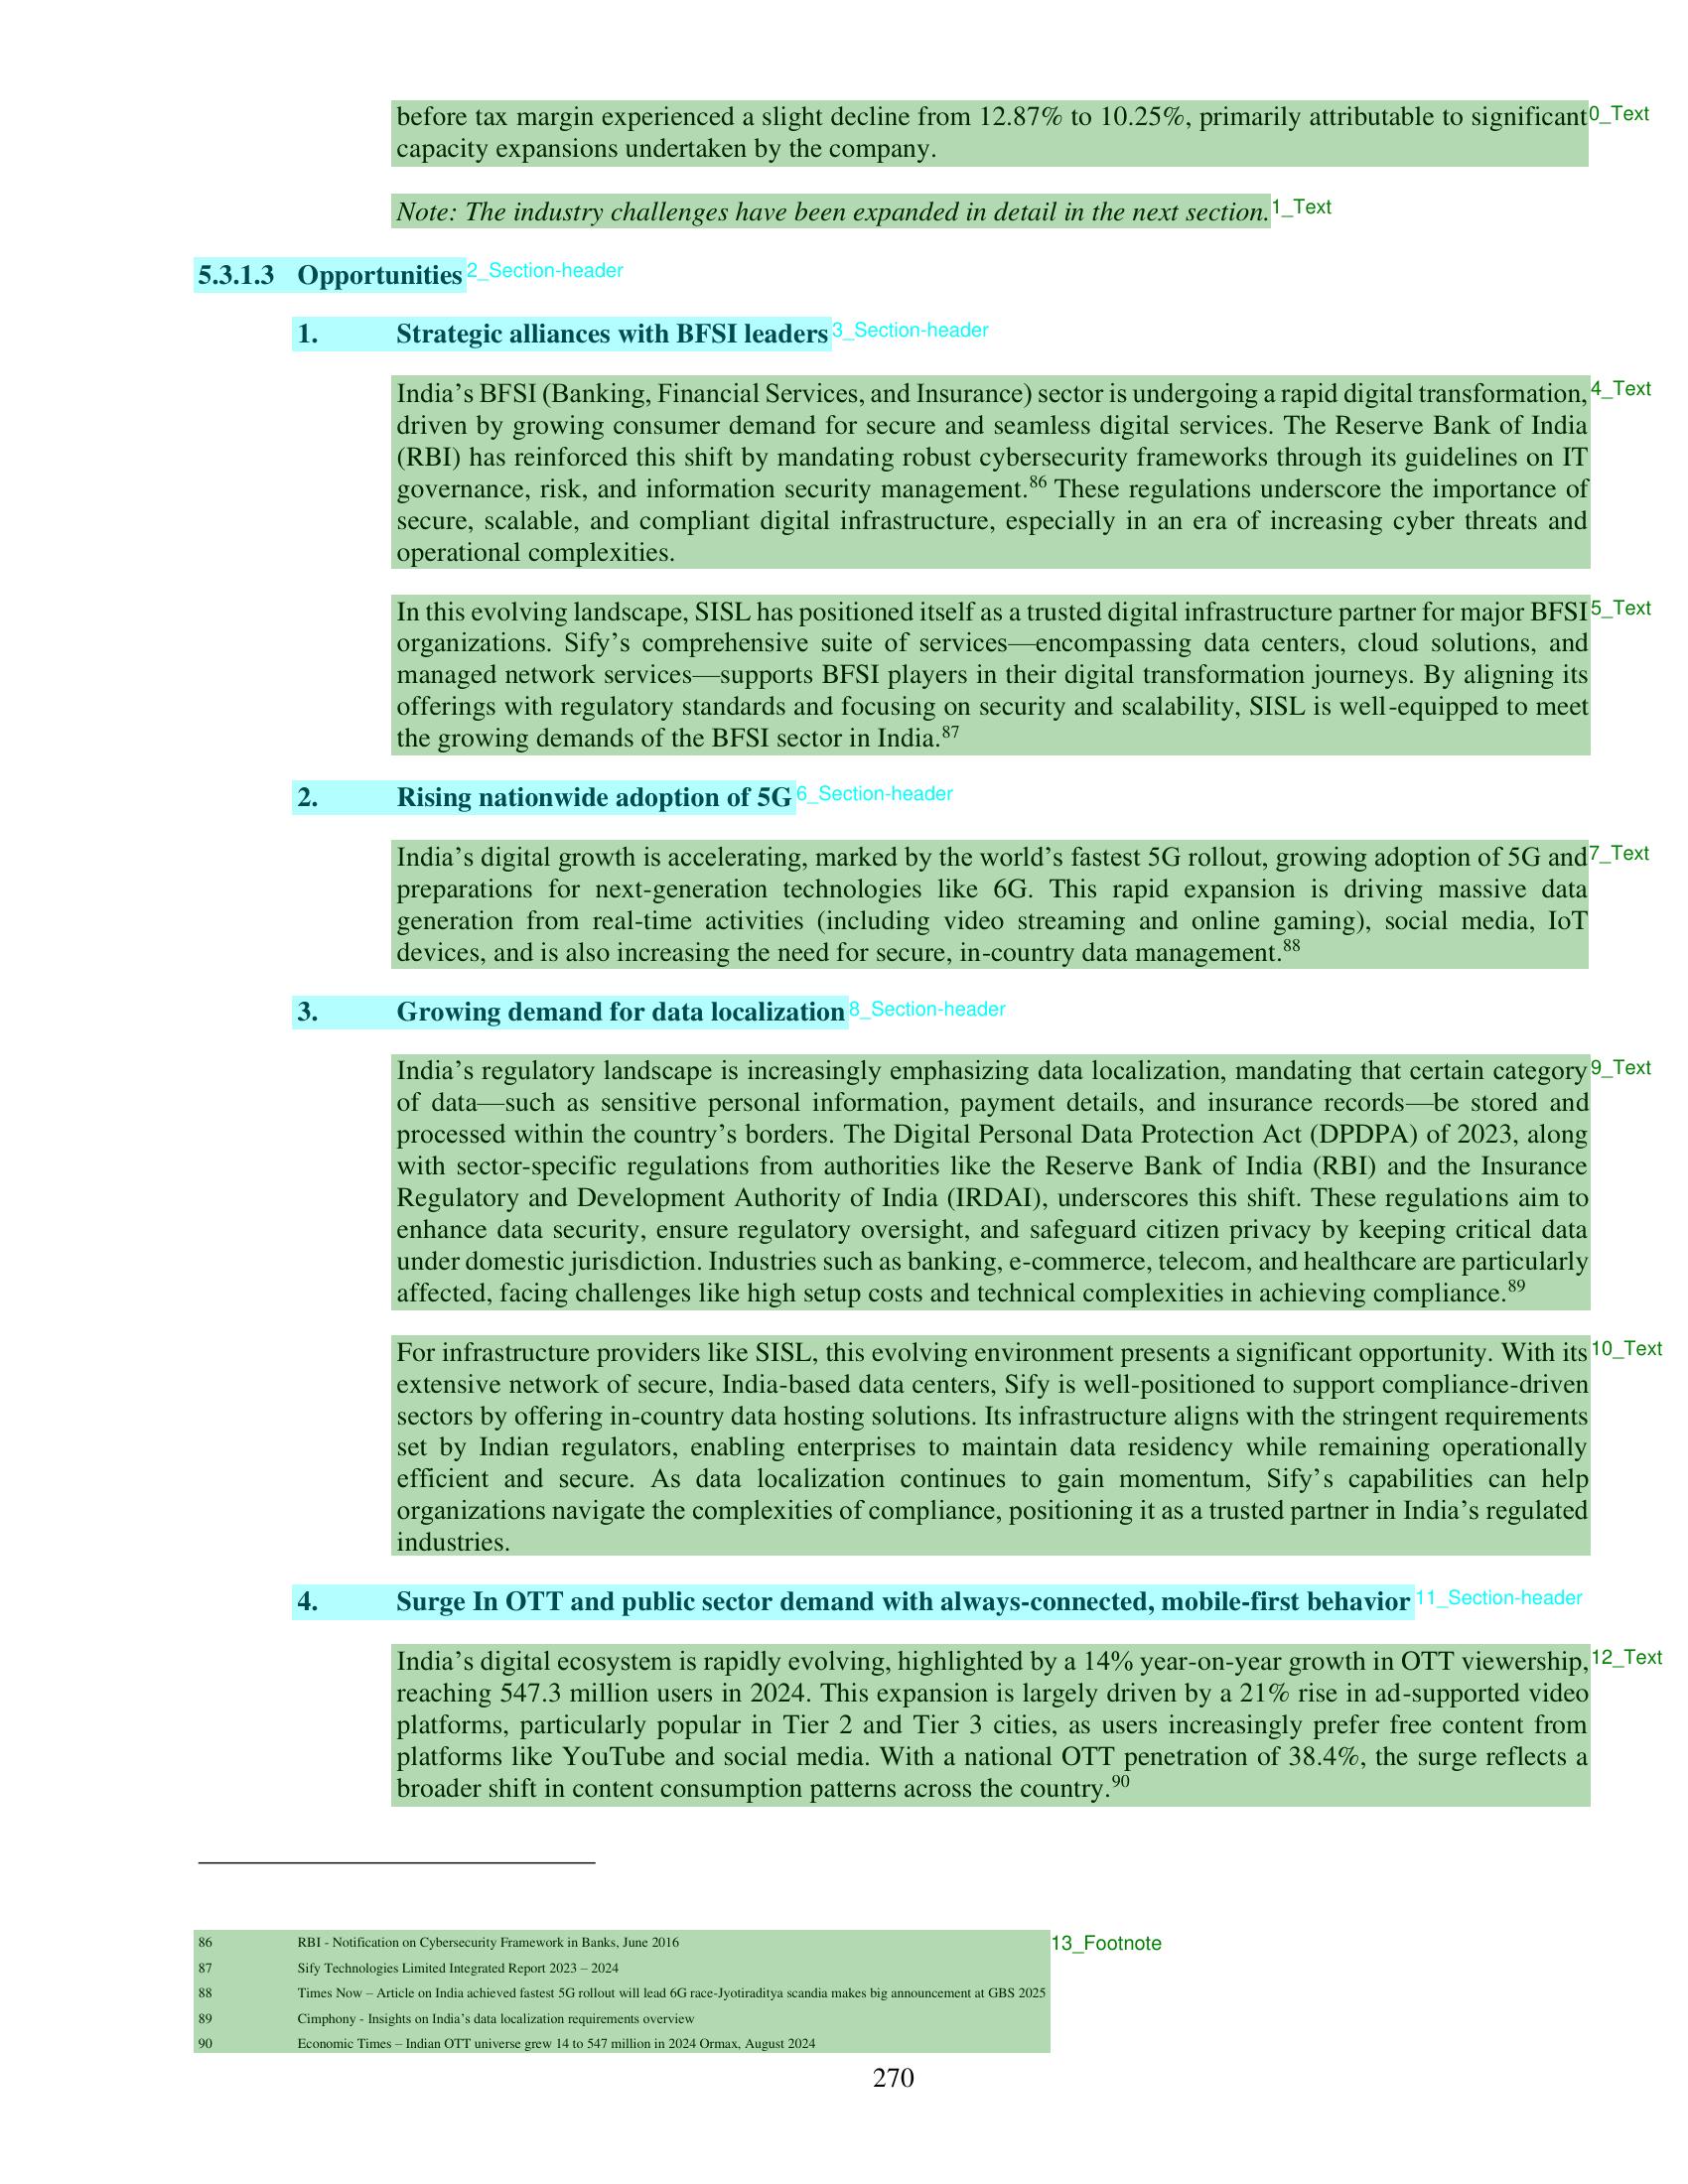 before tax margin experienced a slight decline from 12.87% to 10.25%, primarily attributable to significant 0_Text
capacity expansions undertaken by the company.
Note: The industry challenges have been expanded in detail in the next section. 1_Text
5.3.1.3 Opportunities 2_Section-header
1. Strategic alliances with BFSI leaders 3_Section-header
India’s BFSI (Banking, Financial Services, and Insurance) sector is undergoing a rapid digital transformation, 4_Text
driven by growing consumer demand for secure and seamless digital services. The Reserve Bank of India
(RBI) has reinforced this shift by mandating robust cybersecurity frameworks through its guidelines on IT
governance, risk, and information security management.86 These regulations underscore the importance of
secure, scalable, and compliant digital infrastructure, especially in an era of increasing cyber threats and
operational complexities.
In this evolving landscape, SISL has positioned itself as a trusted digital infrastructure partner for major BFSI 5_Text
organizations. Sify’s comprehensive suite of services—encompassing data centers, cloud solutions, and
managed network services—supports BFSI players in their digital transformation journeys. By aligning its
offerings with regulatory standards and focusing on security and scalability, SISL is well-equipped to meet
the growing demands of the BFSI sector in India.87
2. Rising nationwide adoption of 5G 6_Section-header
India’s digital growth is accelerating, marked by the world’s fastest 5G rollout, growing adoption of 5G and 7_Text
preparations for next-generation technologies like 6G. This rapid expansion is driving massive data
generation from real-time activities (including video streaming and online gaming), social media, IoT
devices, and is also increasing the need for secure, in-country data management.88
3. Growing demand for data localization 8_Section-header
India’s regulatory landscape is increasingly emphasizing data localization, mandating that certain category 9_Text
of data—such as sensitive personal information, payment details, and insurance records—be stored and
processed within the country’s borders. The Digital Personal Data Protection Act (DPDPA) of 2023, along
with sector-specific regulations from authorities like the Reserve Bank of India (RBI) and the Insurance
Regulatory and Development Authority of India (IRDAI), underscores this shift. These regulations aim to
enhance data security, ensure regulatory oversight, and safeguard citizen privacy by keeping critical data
under domestic jurisdiction. Industries such as banking, e-commerce, telecom, and healthcare are particularly
affected, facing challenges like high setup costs and technical complexities in achieving compliance.89
For infrastructure providers like SISL, this evolving environment presents a significant opportunity. With its 10_Text
extensive network of secure, India-based data centers, Sify is well-positioned to support compliance-driven
sectors by offering in-country data hosting solutions. Its infrastructure aligns with the stringent requirements
set by Indian regulators, enabling enterprises to maintain data residency while remaining operationally
efficient and secure. As data localization continues to gain momentum, Sify’s capabilities can help
organizations navigate the complexities of compliance, positioning it as a trusted partner in India’s regulated
industries.
4. Surge In OTT and public sector demand with always-connected, mobile-first behavior 11_Section-header
India’s digital ecosystem is rapidly evolving, highlighted by a 14% year-on-year growth in OTT viewership, 12_Text
reaching 547.3 million users in 2024. This expansion is largely driven by a 21% rise in ad-supported video
platforms, particularly popular in Tier 2 and Tier 3 cities, as users increasingly prefer free content from
platforms like YouTube and social media. With a national OTT penetration of 38.4%, the surge reflects a
broader shift in content consumption patterns across the country.90
86 RBI - Notification on Cybersecurity Framework in Banks, June 2016 13_Footnote
87 Sify Technologies Limited Integrated Report 2023 – 2024
88 Times Now – Article on India achieved fastest 5G rollout will lead 6G race-Jyotiraditya scandia makes big announcement at GBS 2025
89 Cimphony - Insights on India’s data localization requirements overview
90 Economic Times – Indian OTT universe grew 14 to 547 million in 2024 Ormax, August 2024
270